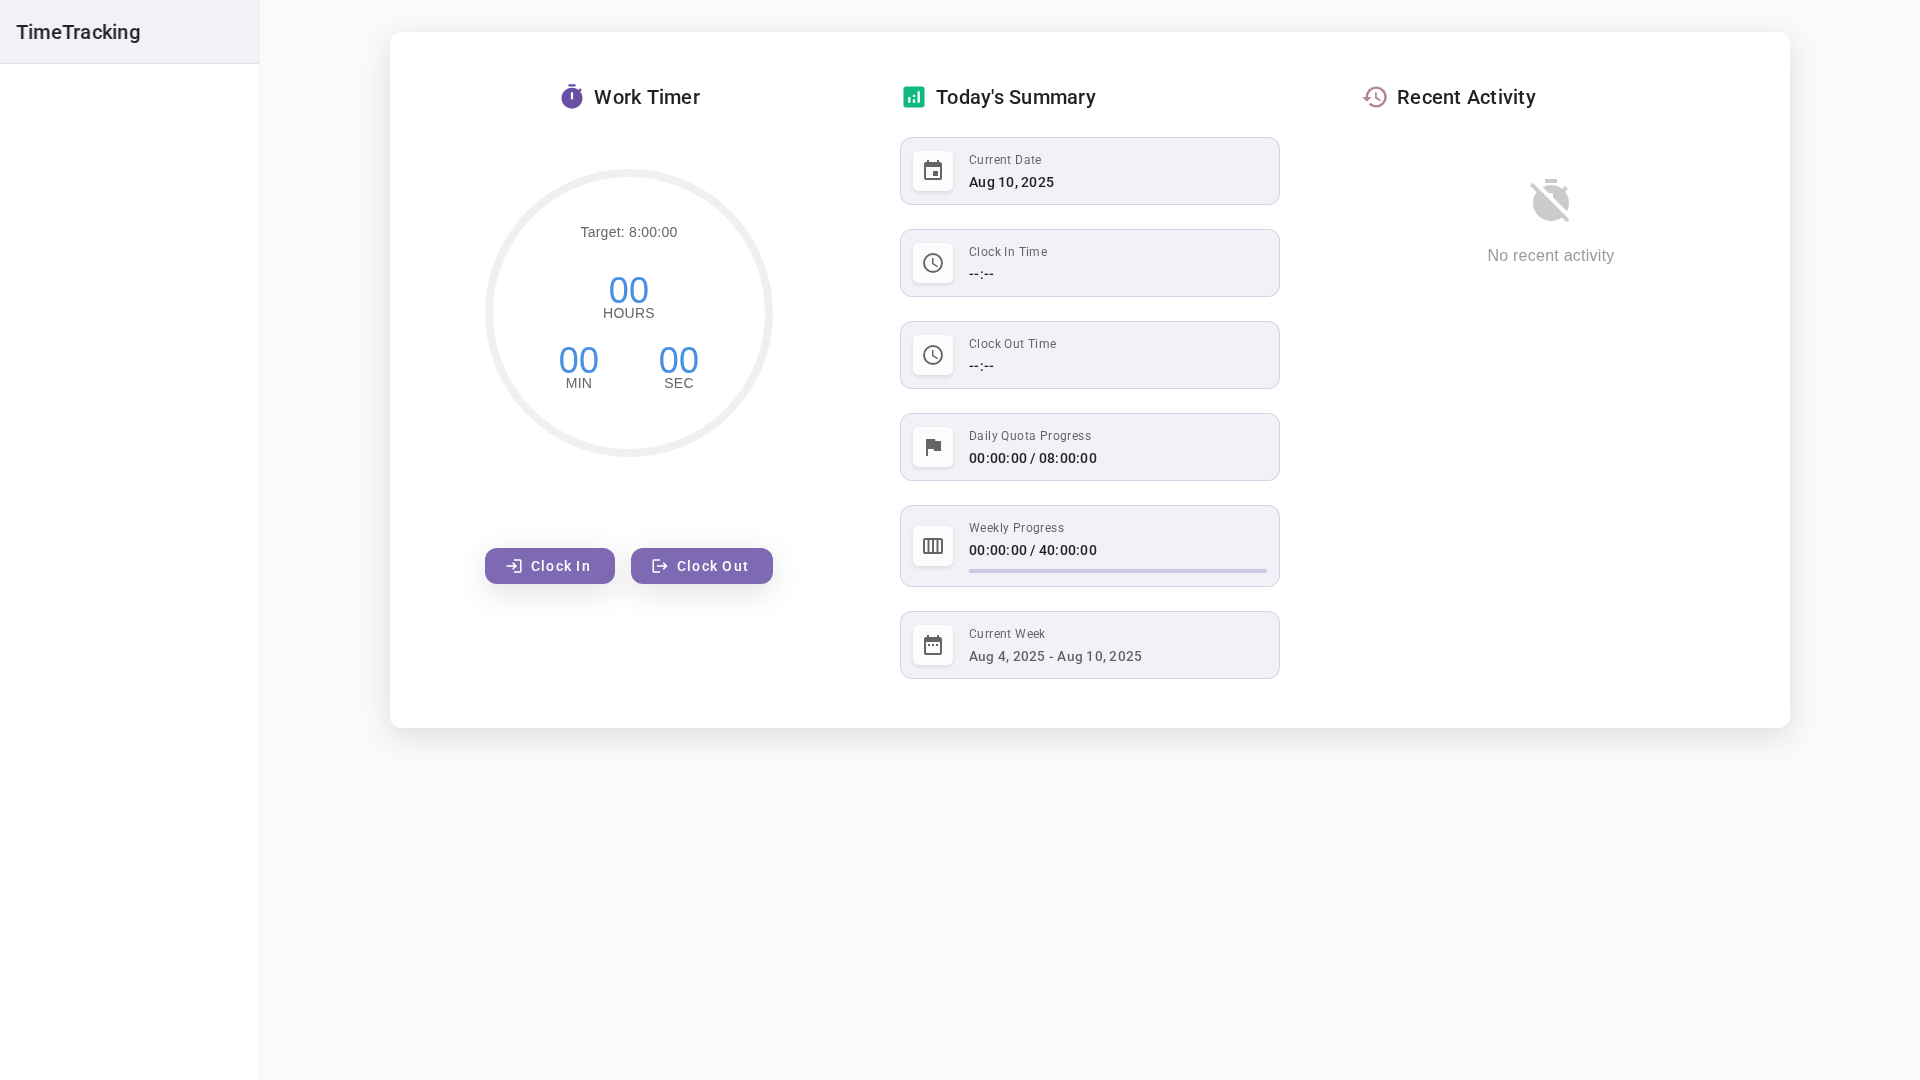 TimeTracking
Work Timer
Target: 8:00:00
00
HOURS
00 00
MIN SEC
Clock In Clock Out
Today's Summary
Current Date
Aug 10, 2025
Clock In Time
--:--
Clock Out Time
--:--
Daily Quota Progress
00:00:00 / 08:00:00
Weekly Progress
00:00:00 / 40:00:00
Current Week
Aug 4, 2025 - Aug 10, 2025
Recent Activity
No recent activity